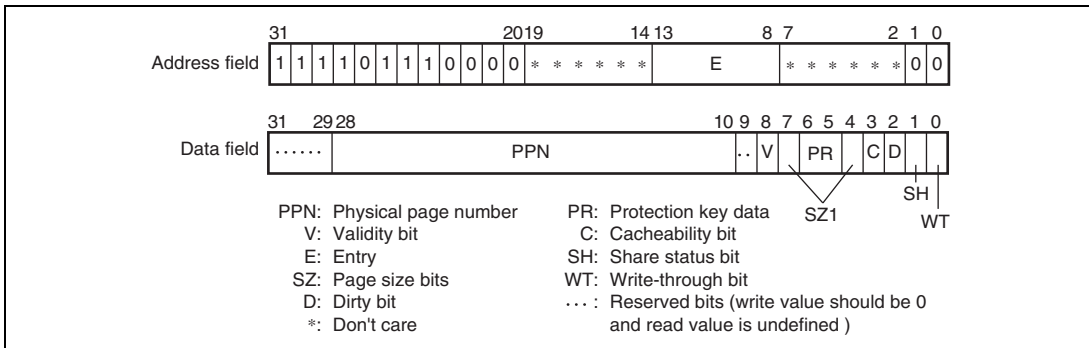 31 20 19 14 13 8 7 2 1 0
Address field 1 1 1 1 0 1 1 1 0 0 0 0 * * * * * * E * * * * * * 0 0
31 29 28 10 9 8 7 6 5 4 3 2 1 0
Data field ...... PPN .. V PR C D
SH
SZ1
WT
PPN: Physical page number
V: Validity bit
E: Entry
SZ: Page size bits
D: Dirty bit
*: Don't care
PR: Protection key data
C: Cacheability bit
SH: Share status bit
WT: Write-through bit
... : Reserved bits (write value should be 0
and read value is undefined )